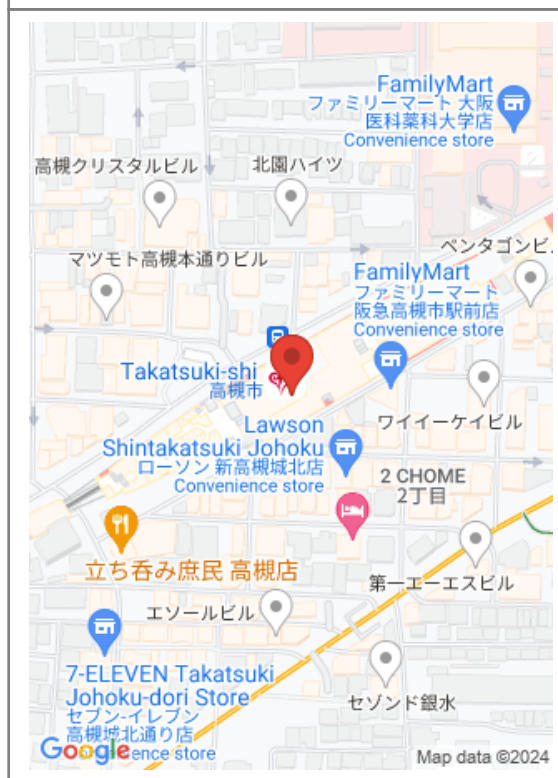 FamilyMart
ファミリーマート 大阪
医科薬科大学店
Convenience store
高槻クリスタルビル
北園ハイツ
マツモト高槻本通りビル
ペンタゴンビ
FamilyMart
ファミリーマート
阪急高槻市駅前店
Convenience store
Takatsuki-shi
高槻市
ワイイーケイビル
Lawson
Shintakatsuki Johoku
ローソン 新高槻城北店
Convenience store
2 CHOME
2丁目
立ち呑み庶民 高槻店
第一エーエスビル
エソールビル
7-ELEVEN Takatsuki
Johoku-dori Store
セブン-イレブン
高槻城北通り店
ence store
セゾンド銀水
Google
Map data ©2024